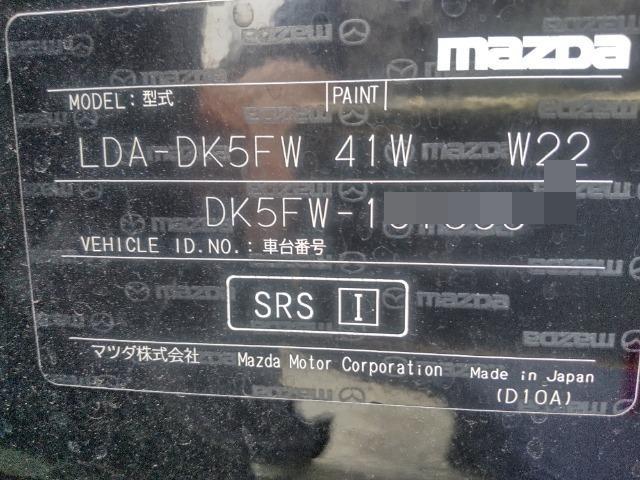 mazda
MODEL : 型式 PAINT
LDA-DK5FW 41W W22
DK5FW-1
VEHICLE ID.NO. : 車台番号
SRS I
マツダ株式会社 Mazda Motor Corporation Made in Japan
(D10A)